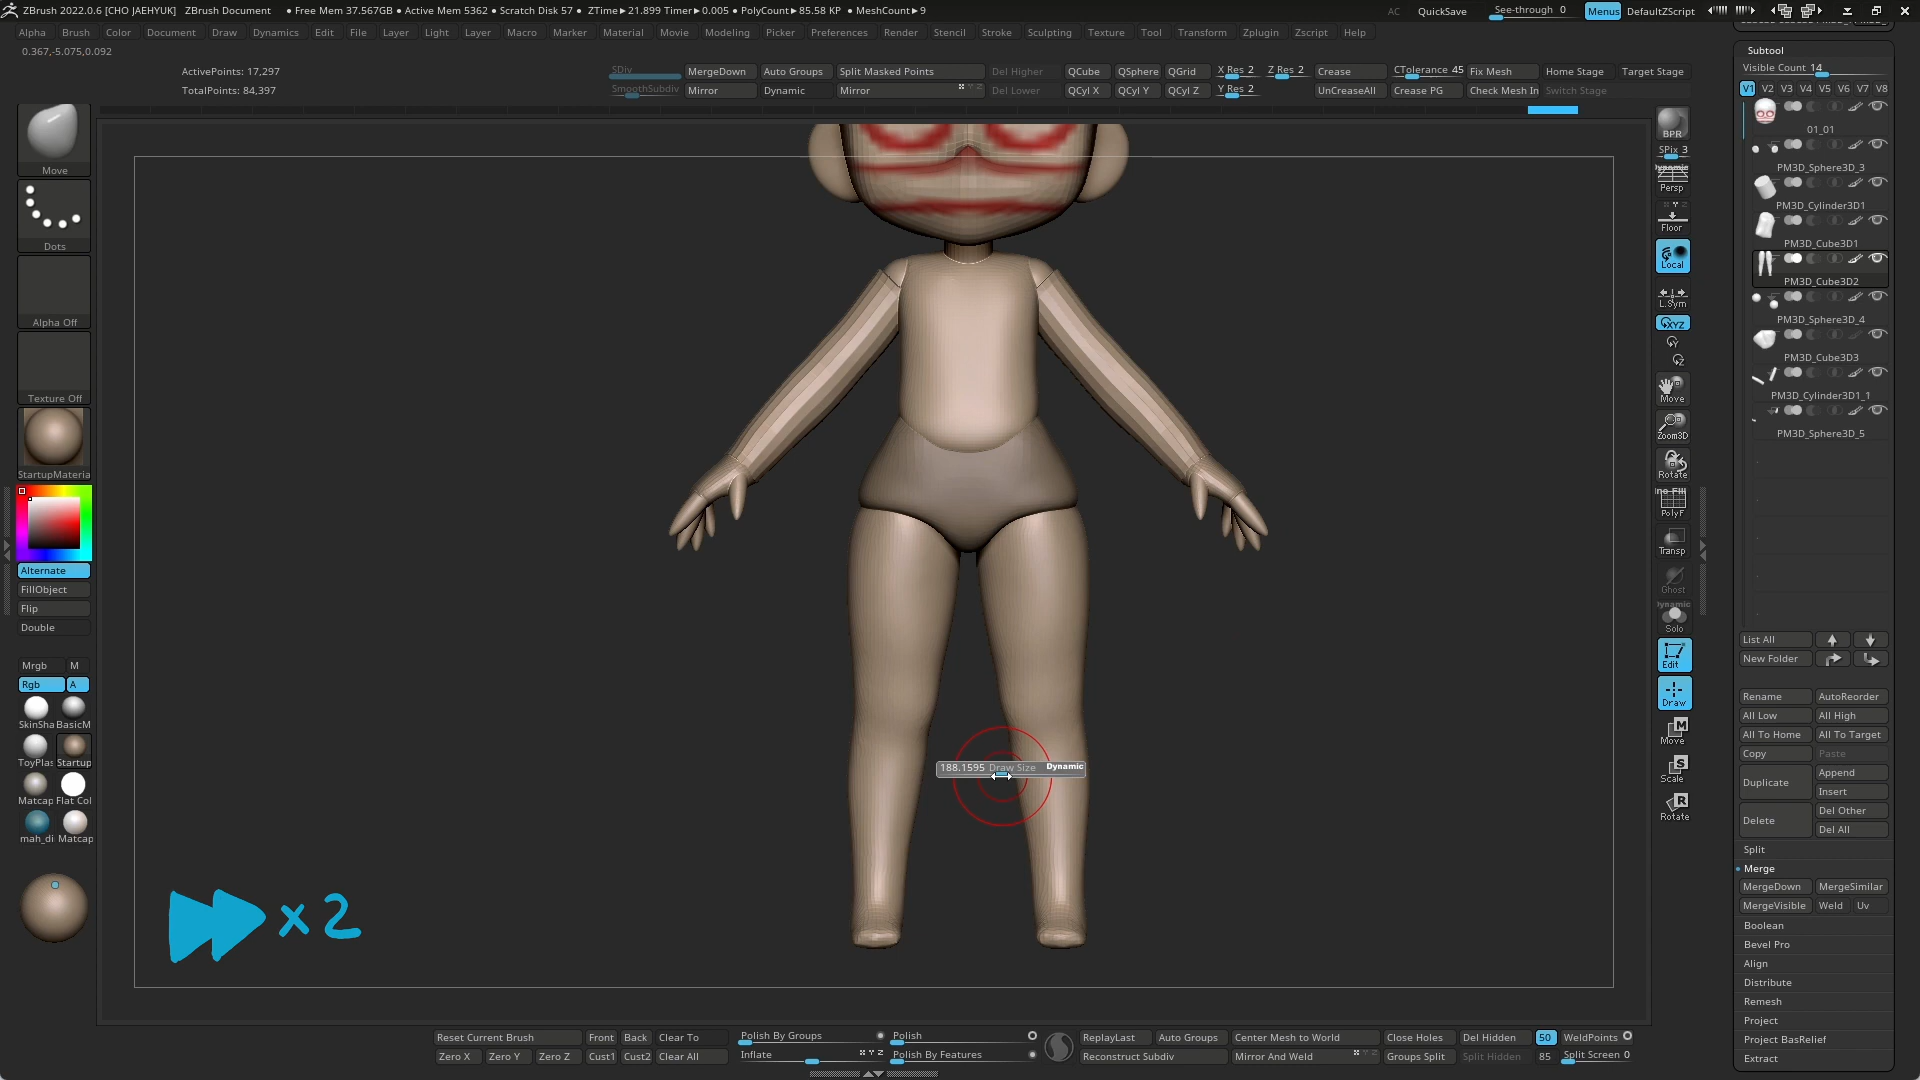 ZBrush 2022.0.6 [CHO JAEHYUK] ZBrush Document • Free Mem 37.567GB • Active Mem 5362 • Scratch Disk 57 • ZTime▸21.899 Timer▸0.005 • PolyCount▸85.58 KP • MeshCount▸9 AC QuickSave See-through 0 Menus DefaultZScript
Alpha Brush Color Document Draw Dynamics Edit File Layer Light Layer Macro Marker Material Movie Modeling Picker Preferences Render Stencil Stroke Sculpting Texture Tool Transform Zplugin Zscript Help
0.367,-5.075,0.092
ActivePoints: 17,297
TotalPoints: 84,397
SDiv MergeDown Auto Groups Split Masked Points Del Higher QCube QSphere QGrid X Res 2 Z Res 2 Crease CTolerance 45 Fix Mesh Home Stage Target Stage
SmoothSubdiv Mirror Dynamic Mirror Del Lower QCyl X QCyl Y QCyl Z Y Res 2 UnCreaseAll Crease PG Check Mesh In Switch Stage
Move
Dots
Alpha Off
Texture Off
StartupMateria
Alternate
FillObject
Flip
Double
Mrgb M
Rgb A
SkinSha BasicM
ToyPlas Startup
Matcap Flat Col
mah_di Matcap
188.1595 Draw Size Dynamic
x 2
BPR
SPix 3
Dynamic
Persp
Floor
Local
L.Sym
XYZ
Y
Z
Move
Zoom3D
Rotate
ine Fill
PolyF
Transp
Ghost
Dynamic
Solo
Edit
Draw
Move
Scale
Rotate
Subtool
Visible Count 14
V1 V2 V3 V4 V5 V6 V7 V8
01_01
PM3D_Sphere3D_3
PM3D_Cylinder3D1
PM3D_Cube3D1
PM3D_Cube3D2
PM3D_Sphere3D_4
PM3D_Cube3D3
PM3D_Cylinder3D1_1
PM3D_Sphere3D_5
List All
New Folder
Rename AutoReorder
All Low All High
All To Home All To Target
Copy Paste
Duplicate Append
Insert
Delete Del Other
Del All
Split
Merge
MergeDown MergeSimilar
MergeVisible Weld Uv
Boolean
Bevel Pro
Align
Distribute
Remesh
Project
Project BasRelief
Extract
Reset Current Brush Front Back Clear To Polish By Groups Polish ReplayLast Auto Groups Center Mesh to World Close Holes Del Hidden 50 WeldPoints
Zero X Zero Y Zero Z Cust1 Cust2 Clear All Inflate X Y Z Polish By Features Reconstruct Subdiv Mirror And Weld Groups Split Split Hidden 85 Split Screen 0